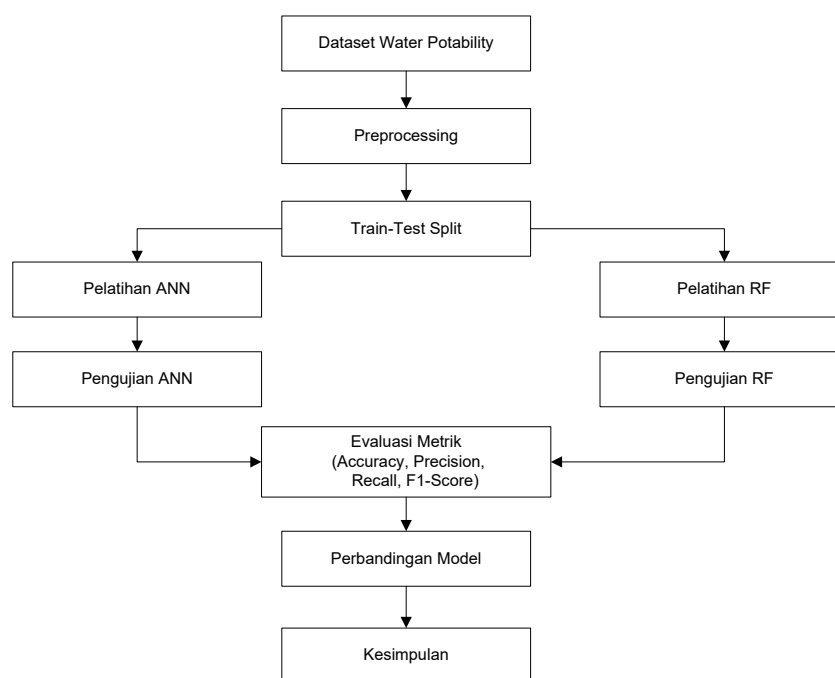 Dataset Water Potability
Preprocessing
Train-Test Split
Pelatihan ANN
Pelatihan RF
Pengujian ANN
Pengujian RF
Evaluasi Metrik
(Accuracy, Precision,
Recall, F1-Score)
Perbandingan Model
Kesimpulan